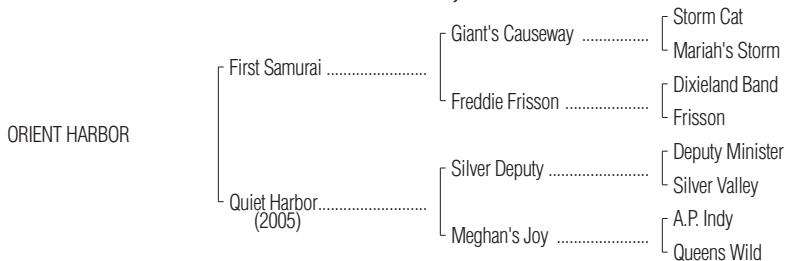 Storm Cat
Giant's Causeway ................
Mariah's Storm
First Samurai ........................
Dixieland Band
Freddie Frisson ....................
Frisson
ORIENT HARBOR
Deputy Minister
Silver Deputy ........................
Silver Valley
Quiet Harbor..........................
(2005)
A.P. Indy
Meghan's Joy ......................
Queens Wild